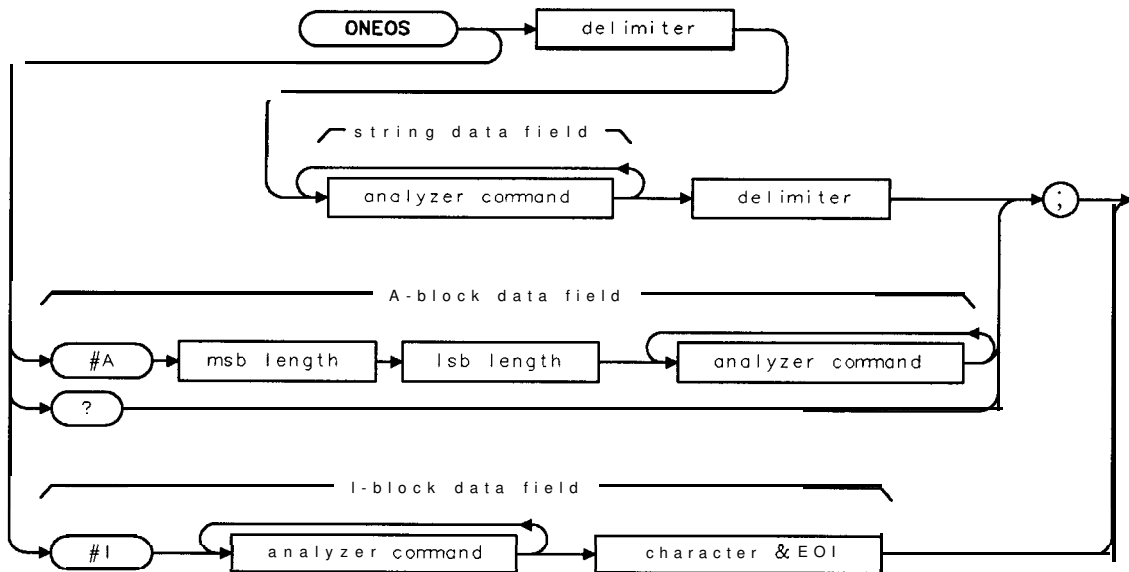 ONEOS delimiter
string data field
analyzer command delimiter ;
A-block data field
#A msb length lsb length analyzer command
?
I-block data field
#I analyzer command character & EOI